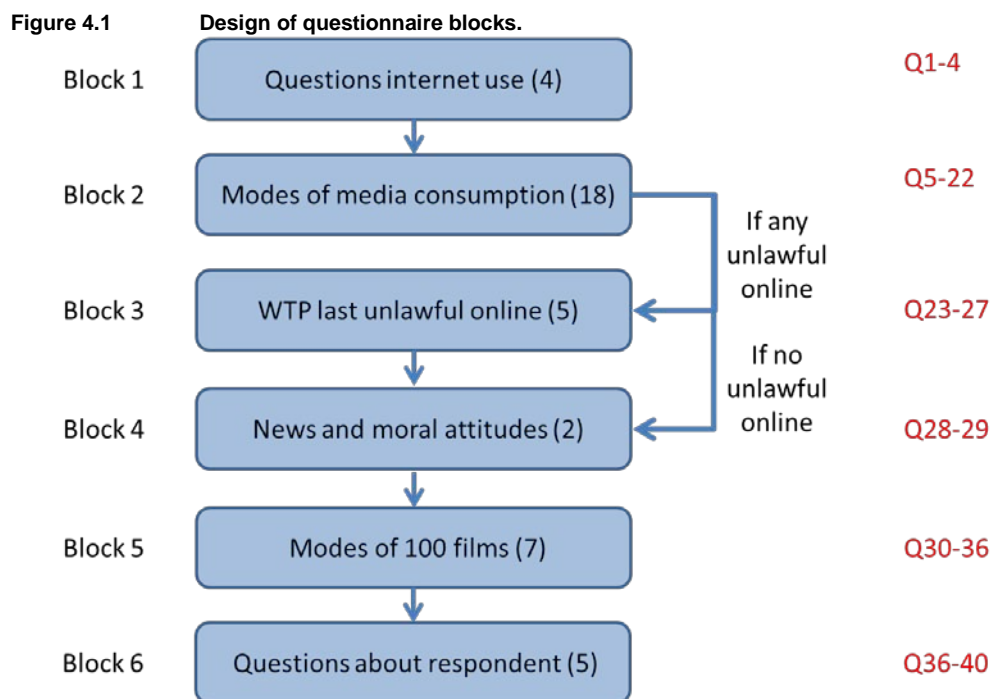 Figure 4.1 Design of questionnaire blocks.
Block 1 Questions internet use (4) Q1-4
Block 2 Modes of media consumption (18) Q5-22
If any
unlawful
online
Block 3 WTP last unlawful online (5) Q23-27
If no
unlawful
online
Block 4 News and moral attitudes (2) Q28-29
Block 5 Modes of 100 films (7) Q30-36
Block 6 Questions about respondent (5) Q36-40